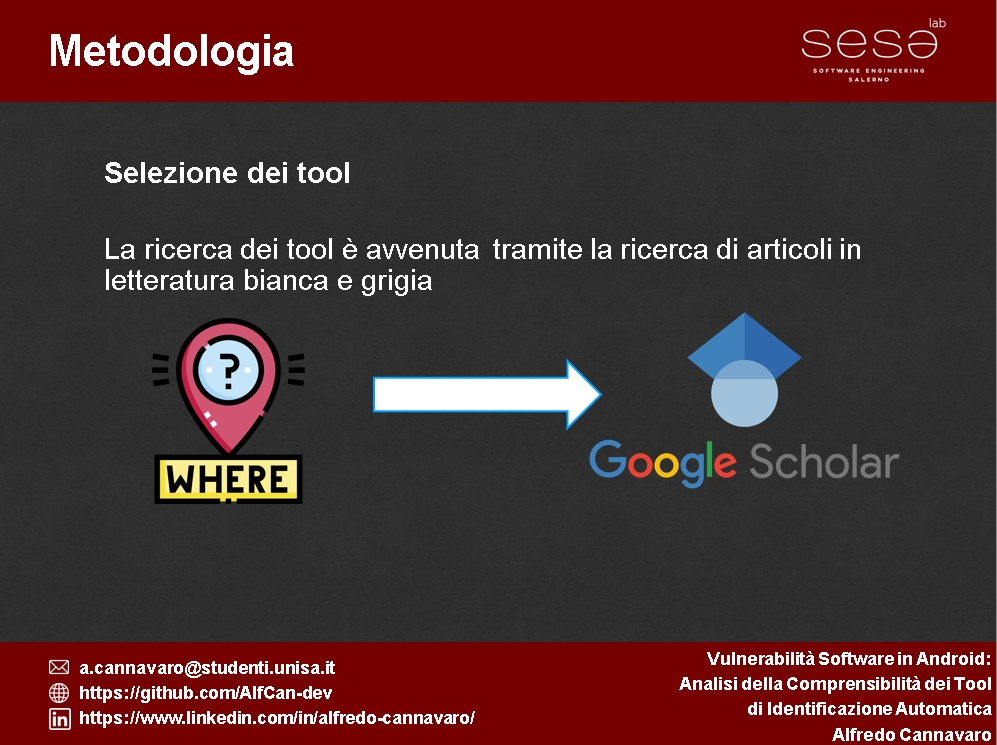 Metodologia
sesa lab
SOFTWARE ENGINEERING
SALERNO
Selezione dei tool
La ricerca dei tool è avvenuta tramite la ricerca di articoli in
letteratura bianca e grigia
?
WHERE
Google Scholar
a.cannavaro@studenti.unisa.it
https://github.com/AlfCan-dev
https://www.linkedin.com/in/alfredo-cannavaro/
Vulnerabilità Software in Android:
Analisi della Comprensibilità dei Tool
di Identificazione Automatica
Alfredo Cannavaro